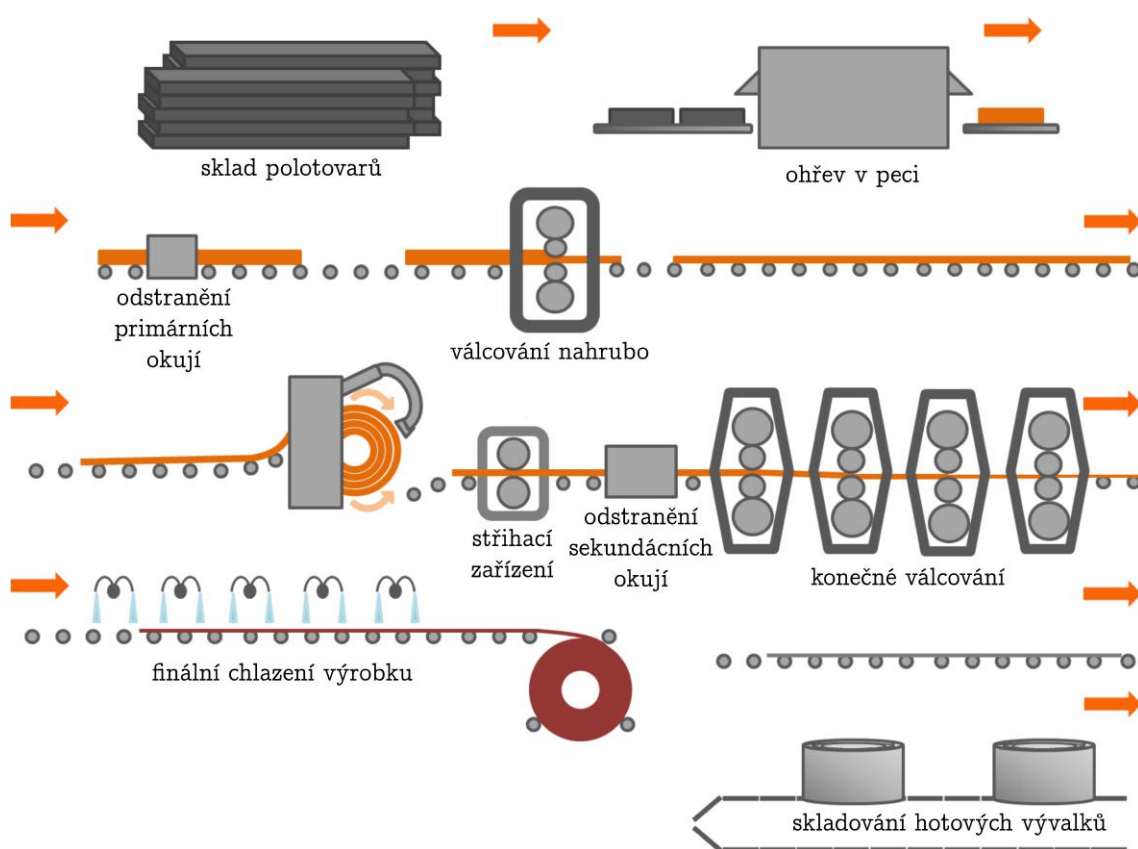 sklad polotovarů
ohřev v peci
odstranění
primárních
okují
válcování nahrubo
střihací
zařízení
odstranění
sekundácních
okují
konečné válcování
finální chlazení výrobku
skladování hotových vývalků